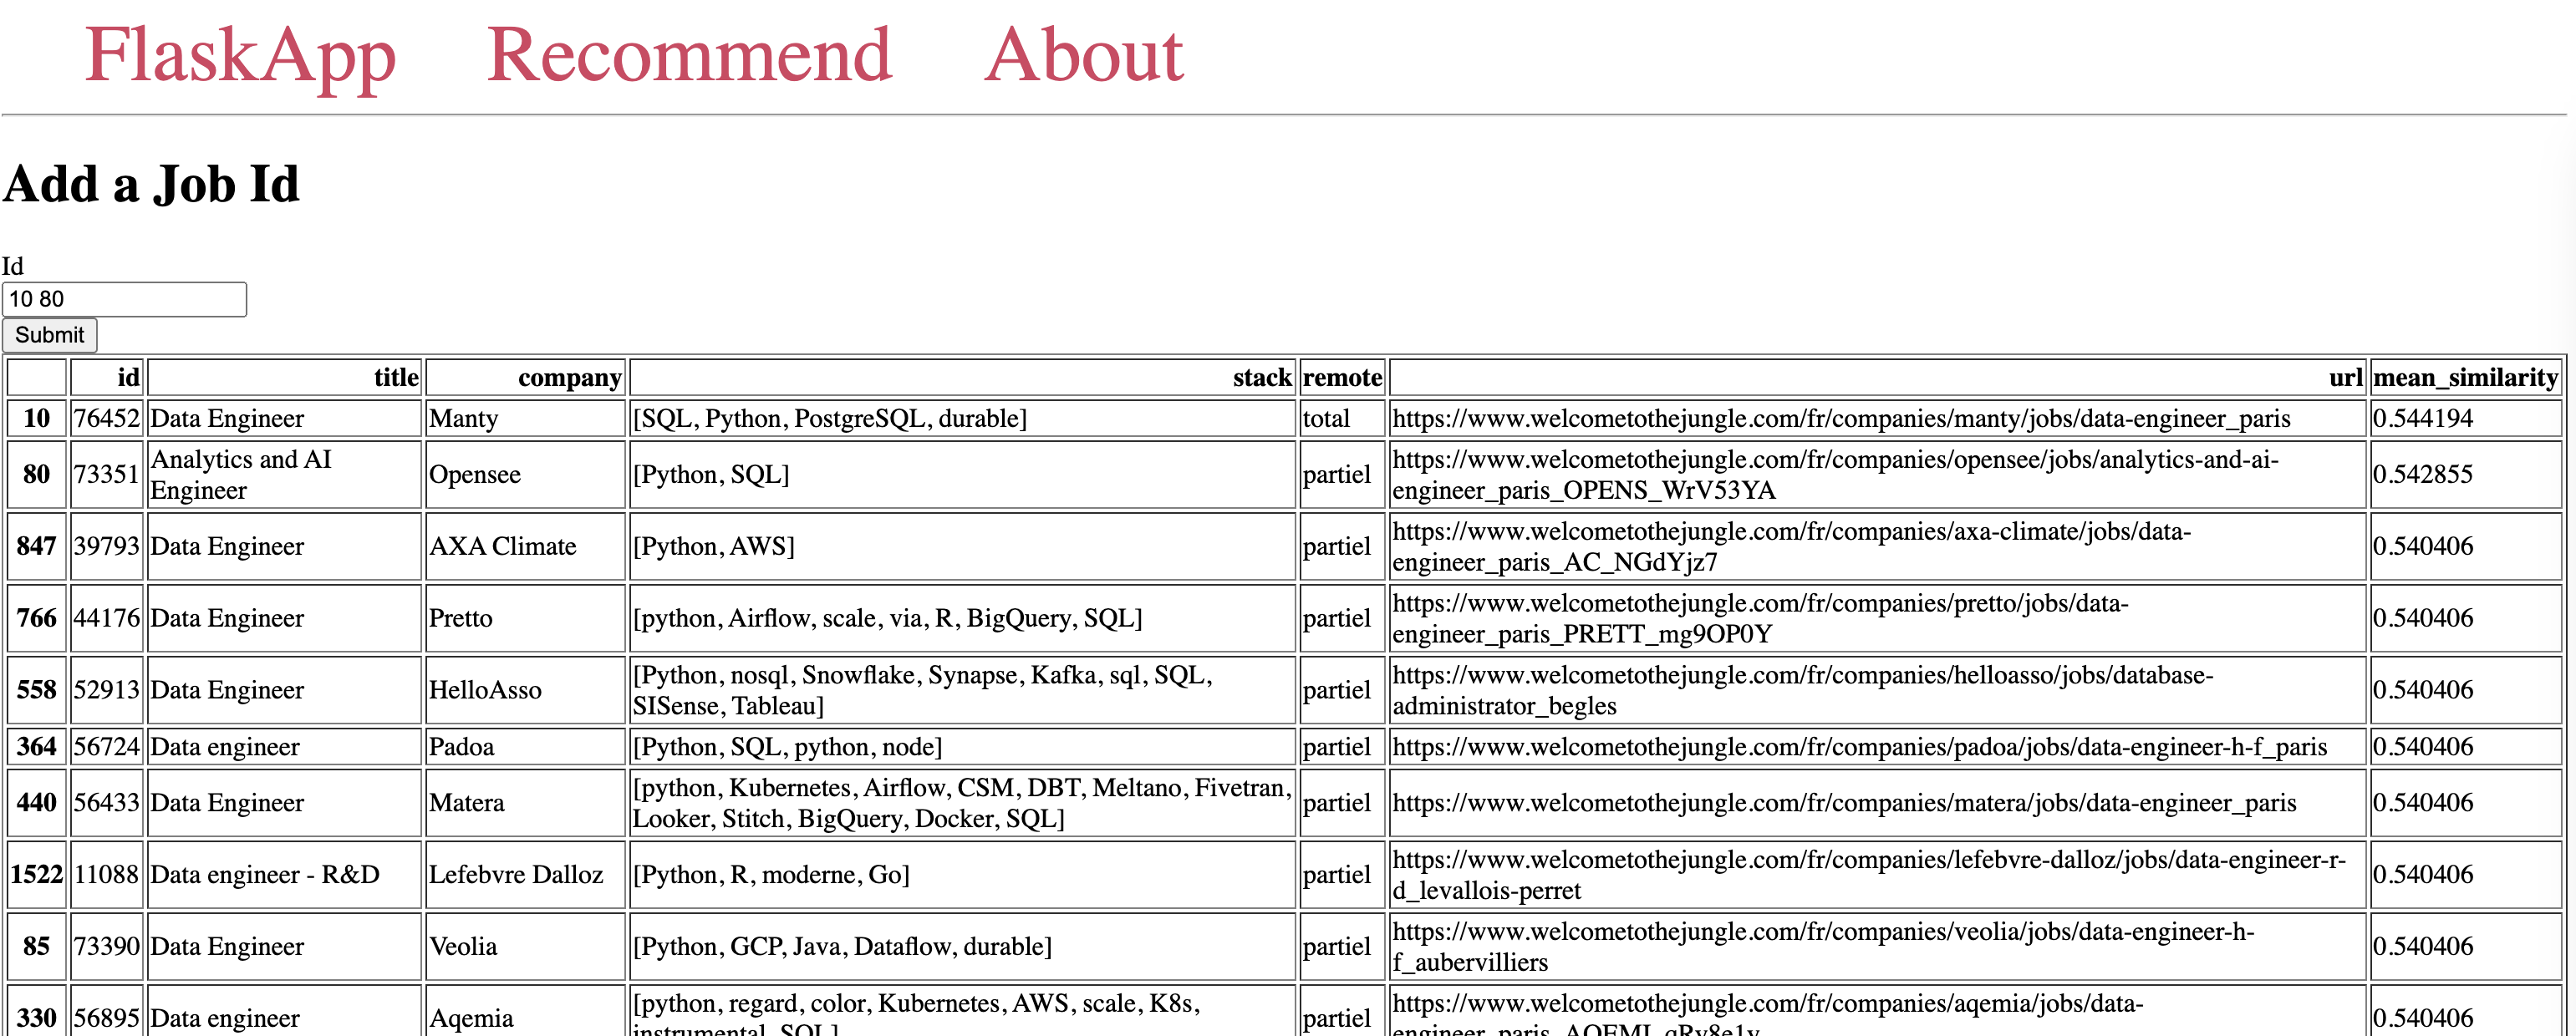 FlaskApp Recommend About
Add a Job Id
Id
10 80
Submit
id title company stack remote url mean_similarity
10 76452 Data Engineer Manty [SQL, Python, PostgreSQL, durable] total https://www.welcometothejungle.com/fr/companies/manty/jobs/data-engineer_paris 0.544194
80 73351 Analytics and AI Engineer Opensee [Python, SQL] partiel https://www.welcometothejungle.com/fr/companies/opensee/jobs/analytics-and-ai-engineer_paris_OPENS_WrV53YA 0.542855
847 39793 Data Engineer AXA Climate [Python, AWS] partiel https://www.welcometothejungle.com/fr/companies/axa-climate/jobs/data-engineer_paris_AC_NGdYjz7 0.540406
766 44176 Data Engineer Pretto [python, Airflow, scale, via, R, BigQuery, SQL] partiel https://www.welcometothejungle.com/fr/companies/pretto/jobs/data-engineer_paris_PRETT_mg9OP0Y 0.540406
558 52913 Data Engineer HelloAsso [Python, nosql, Snowflake, Synapse, Kafka, sql, SQL, SISense, Tableau] partiel https://www.welcometothejungle.com/fr/companies/helloasso/jobs/database-administrator_begles 0.540406
364 56724 Data engineer Padoa [Python, SQL, python, node] partiel https://www.welcometothejungle.com/fr/companies/padoa/jobs/data-engineer-h-f_paris 0.540406
440 56433 Data Engineer Matera [python, Kubernetes, Airflow, CSM, DBT, Meltano, Fivetran, Looker, Stitch, BigQuery, Docker, SQL] partiel https://www.welcometothejungle.com/fr/companies/matera/jobs/data-engineer_paris 0.540406
1522 11088 Data engineer - R&D Lefebvre Dalloz [Python, R, moderne, Go] partiel https://www.welcometothejungle.com/fr/companies/lefebvre-dalloz/jobs/data-engineer-r-d_levallois-perret 0.540406
85 73390 Data Engineer Veolia [Python, GCP, Java, Dataflow, durable] partiel https://www.welcometothejungle.com/fr/companies/veolia/jobs/data-engineer-h-f_aubervilliers 0.540406
330 56895 Data engineer Aqemia [python, regard, color, Kubernetes, AWS, scale, K8s, instrumental, SQL] partiel https://www.welcometothejungle.com/fr/companies/aqemia/jobs/data- 0.540406